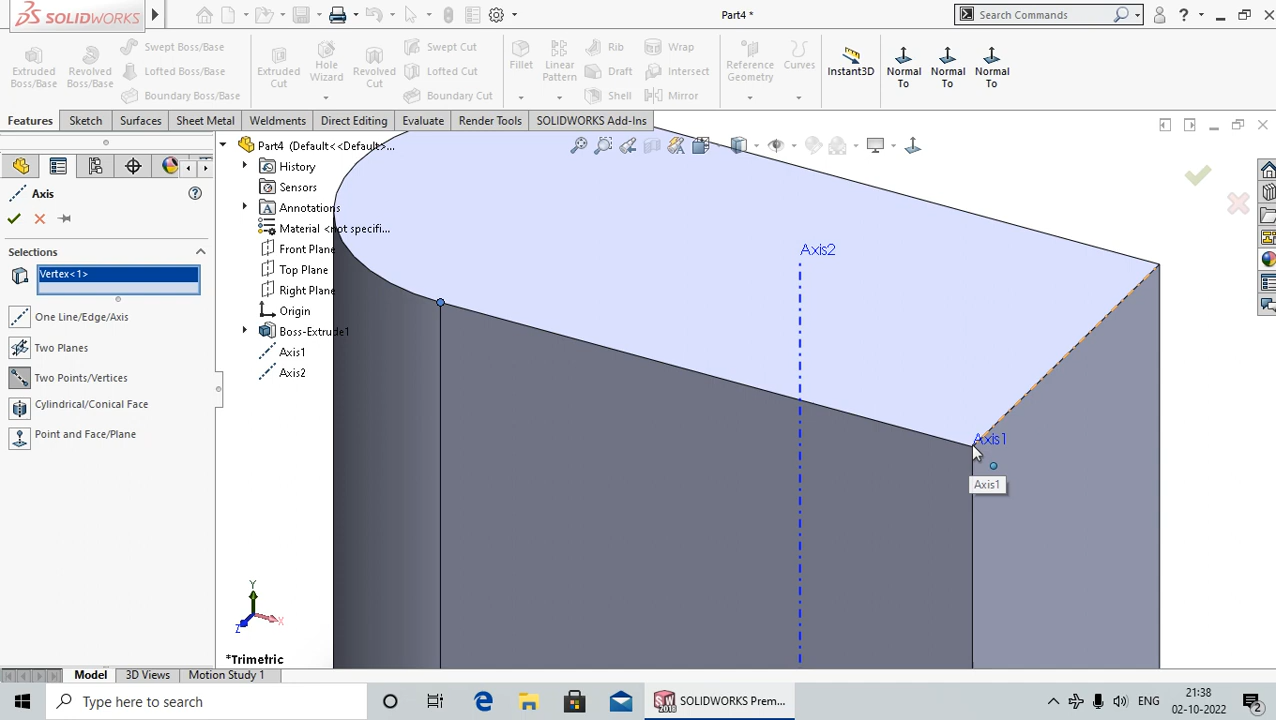 SOLIDWORKS
Part4 *
Search Commands
Extruded Boss/Base
Revolved Boss/Base
Swept Boss/Base
Lofted Boss/Base
Boundary Boss/Base
Extruded Cut
Hole Wizard
Revolved Cut
Swept Cut
Lofted Cut
Boundary Cut
Fillet
Linear Pattern
Rib
Draft
Shell
Wrap
Intersect
Mirror
Reference Geometry
Curves
Instant3D
Normal To
Normal To
Normal To
Features
Sketch
Surfaces
Sheet Metal
Weldments
Direct Editing
Evaluate
Render Tools
SOLIDWORKS Add-Ins
Axis
Selections
Vertex<1>
One Line/Edge/Axis
Two Planes
Two Points/Vertices
Cylindrical/Conical Face
Point and Face/Plane
Part4 (Default<<Default>...
History
Sensors
Annotations
Material <not specifi...
Front Plane
Top Plane
Right Plane
Origin
Boss-Extrude1
Axis1
Axis2
Axis2
Axis1
Axis1
Y
X
Z
*Trimetric
Model
3D Views
Motion Study 1
Type here to search
SW
2018
SOLIDWORKS Prem...
ENG
21:38
02-10-2022
2